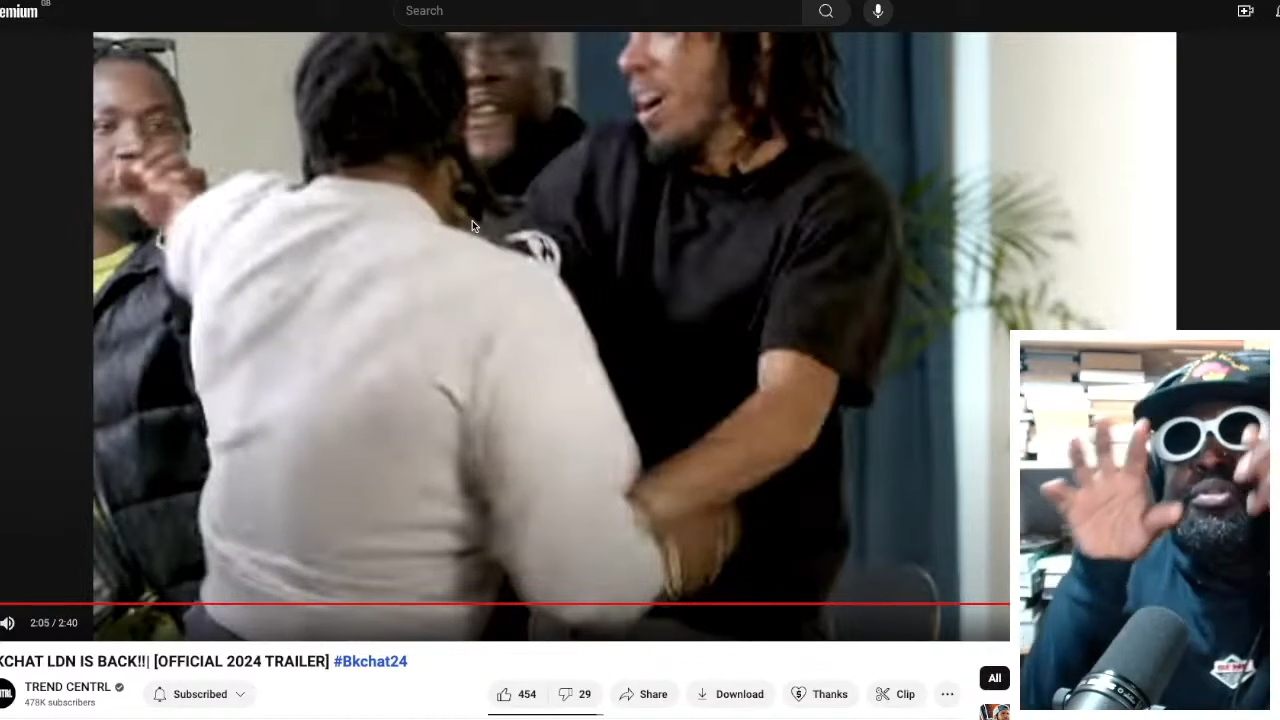 emium GB
Search
2:05 / 2:40
KCHAT LDN IS BACK!!| [OFFICIAL 2024 TRAILER] #Bkchat24
TREND CENTRL
478K subscribers
Subscribed
454
29
Share
Download
Thanks
Clip
All